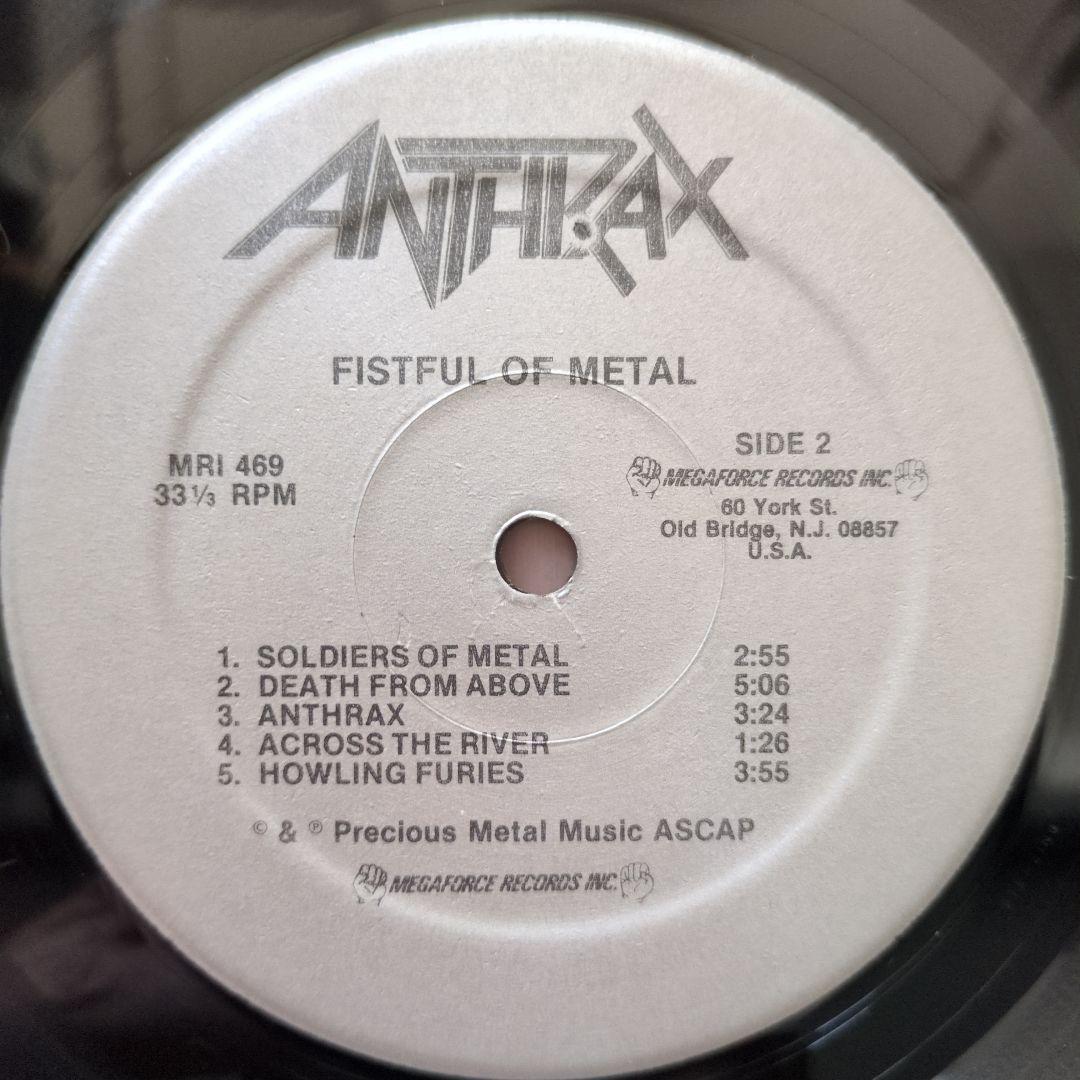 ANTHRAX
FISTFUL OF METAL
MRI 469
33 1/3 RPM
SIDE 2
MEGAFORCE RECORDS INC.
60 York St.
Old Bridge, N.J. 08857
U.S.A.
1. SOLDIERS OF METAL 2:55
2. DEATH FROM ABOVE 5:06
3. ANTHRAX 3:24
4. ACROSS THE RIVER 1:26
5. HOWLING FURIES 3:55
© & ℗ Precious Metal Music ASCAP
MEGAFORCE RECORDS INC.